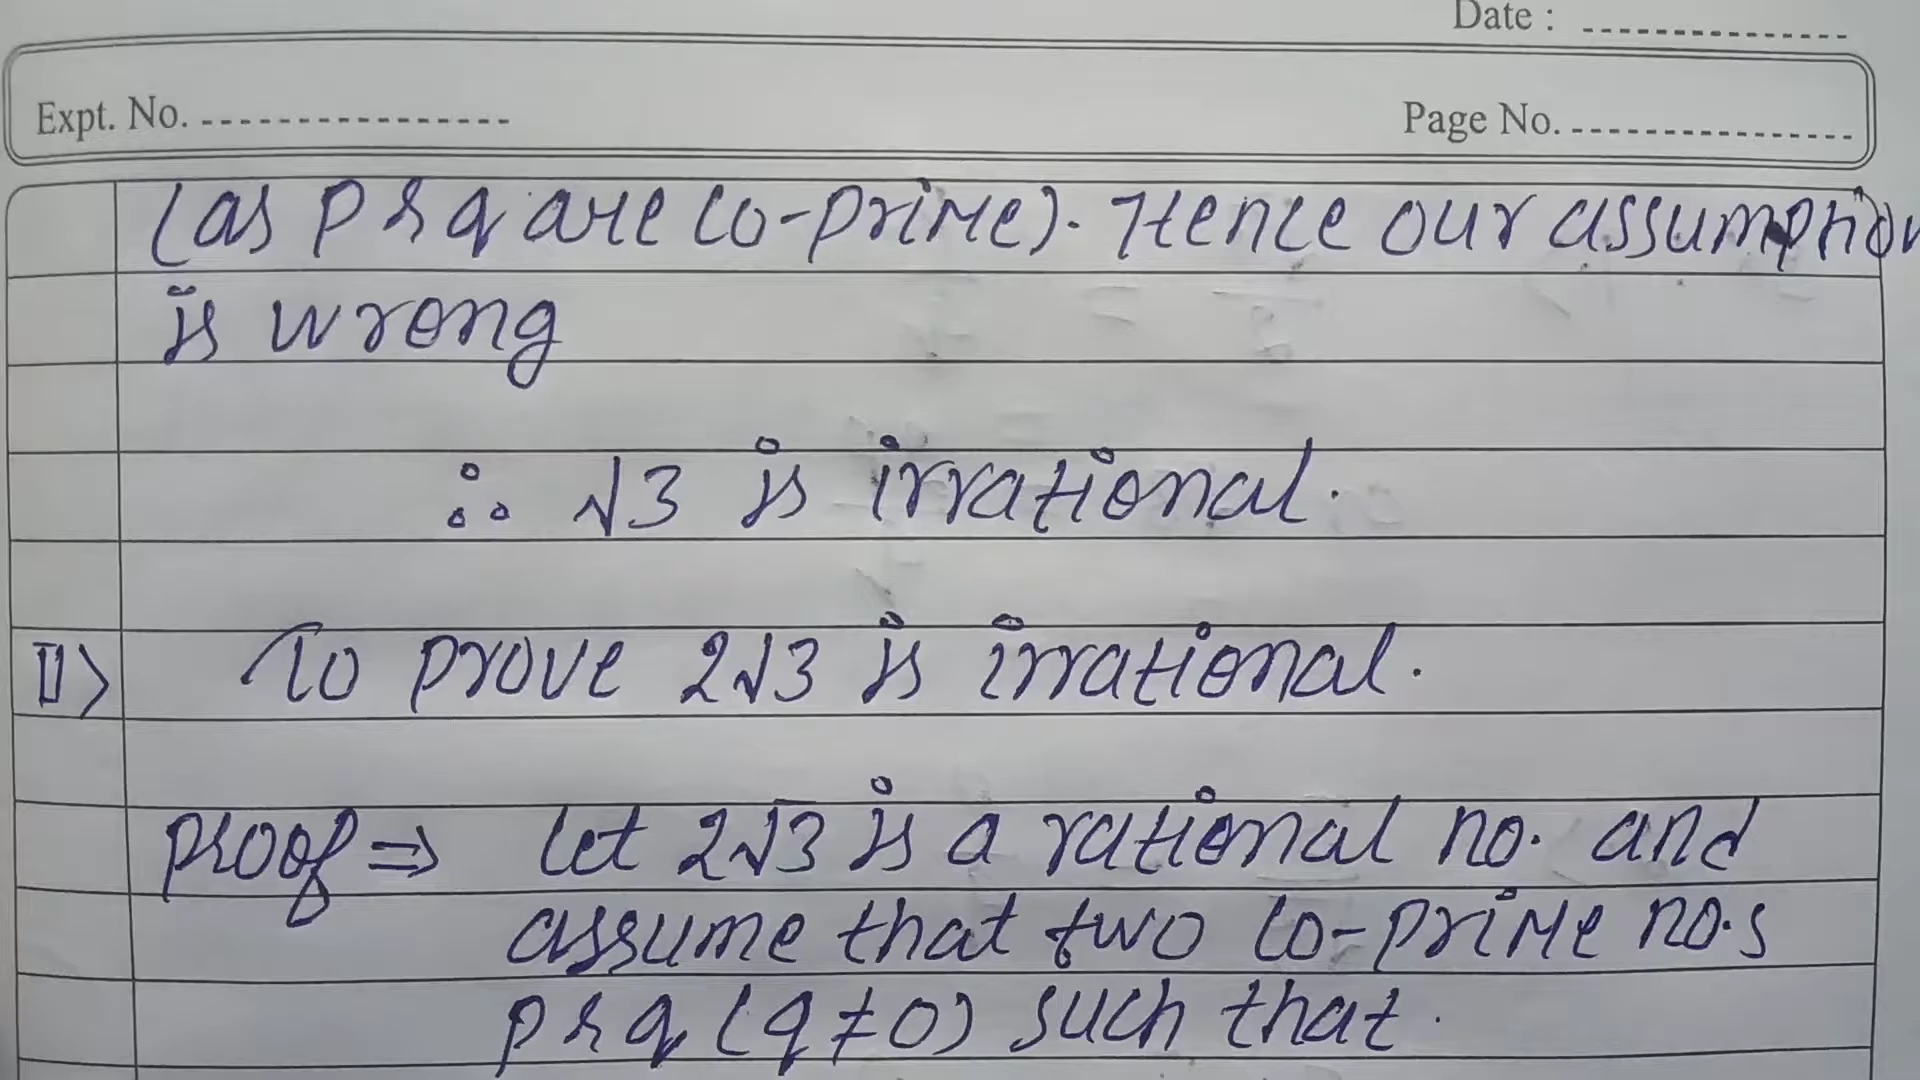 Date :
Expt. No.
Page No.
(as p & q are co-prime). Hence our assumption
is wrong
∴ √3 is irrational.
II> To prove 2√3 is irrational.
proof ⇒ let 2√3 is a rational no. and
assume that two co-prime no.s
p & q (q ≠ 0) such that.